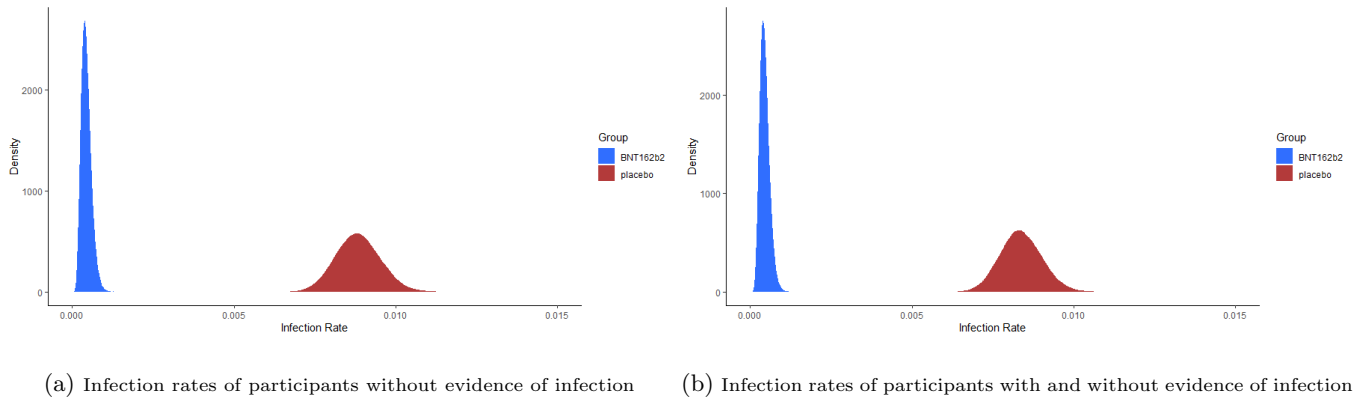 Density
2000
1000
0
0.000
0.005
0.010
0.015
Infection Rate
Group
BNT162b2
placebo
(a) Infection rates of participants without evidence of infection
Density
2000
1000
0
0.000
0.005
0.010
0.015
Infection Rate
Group
BNT162b2
placebo
(b) Infection rates of participants with and without evidence of infection